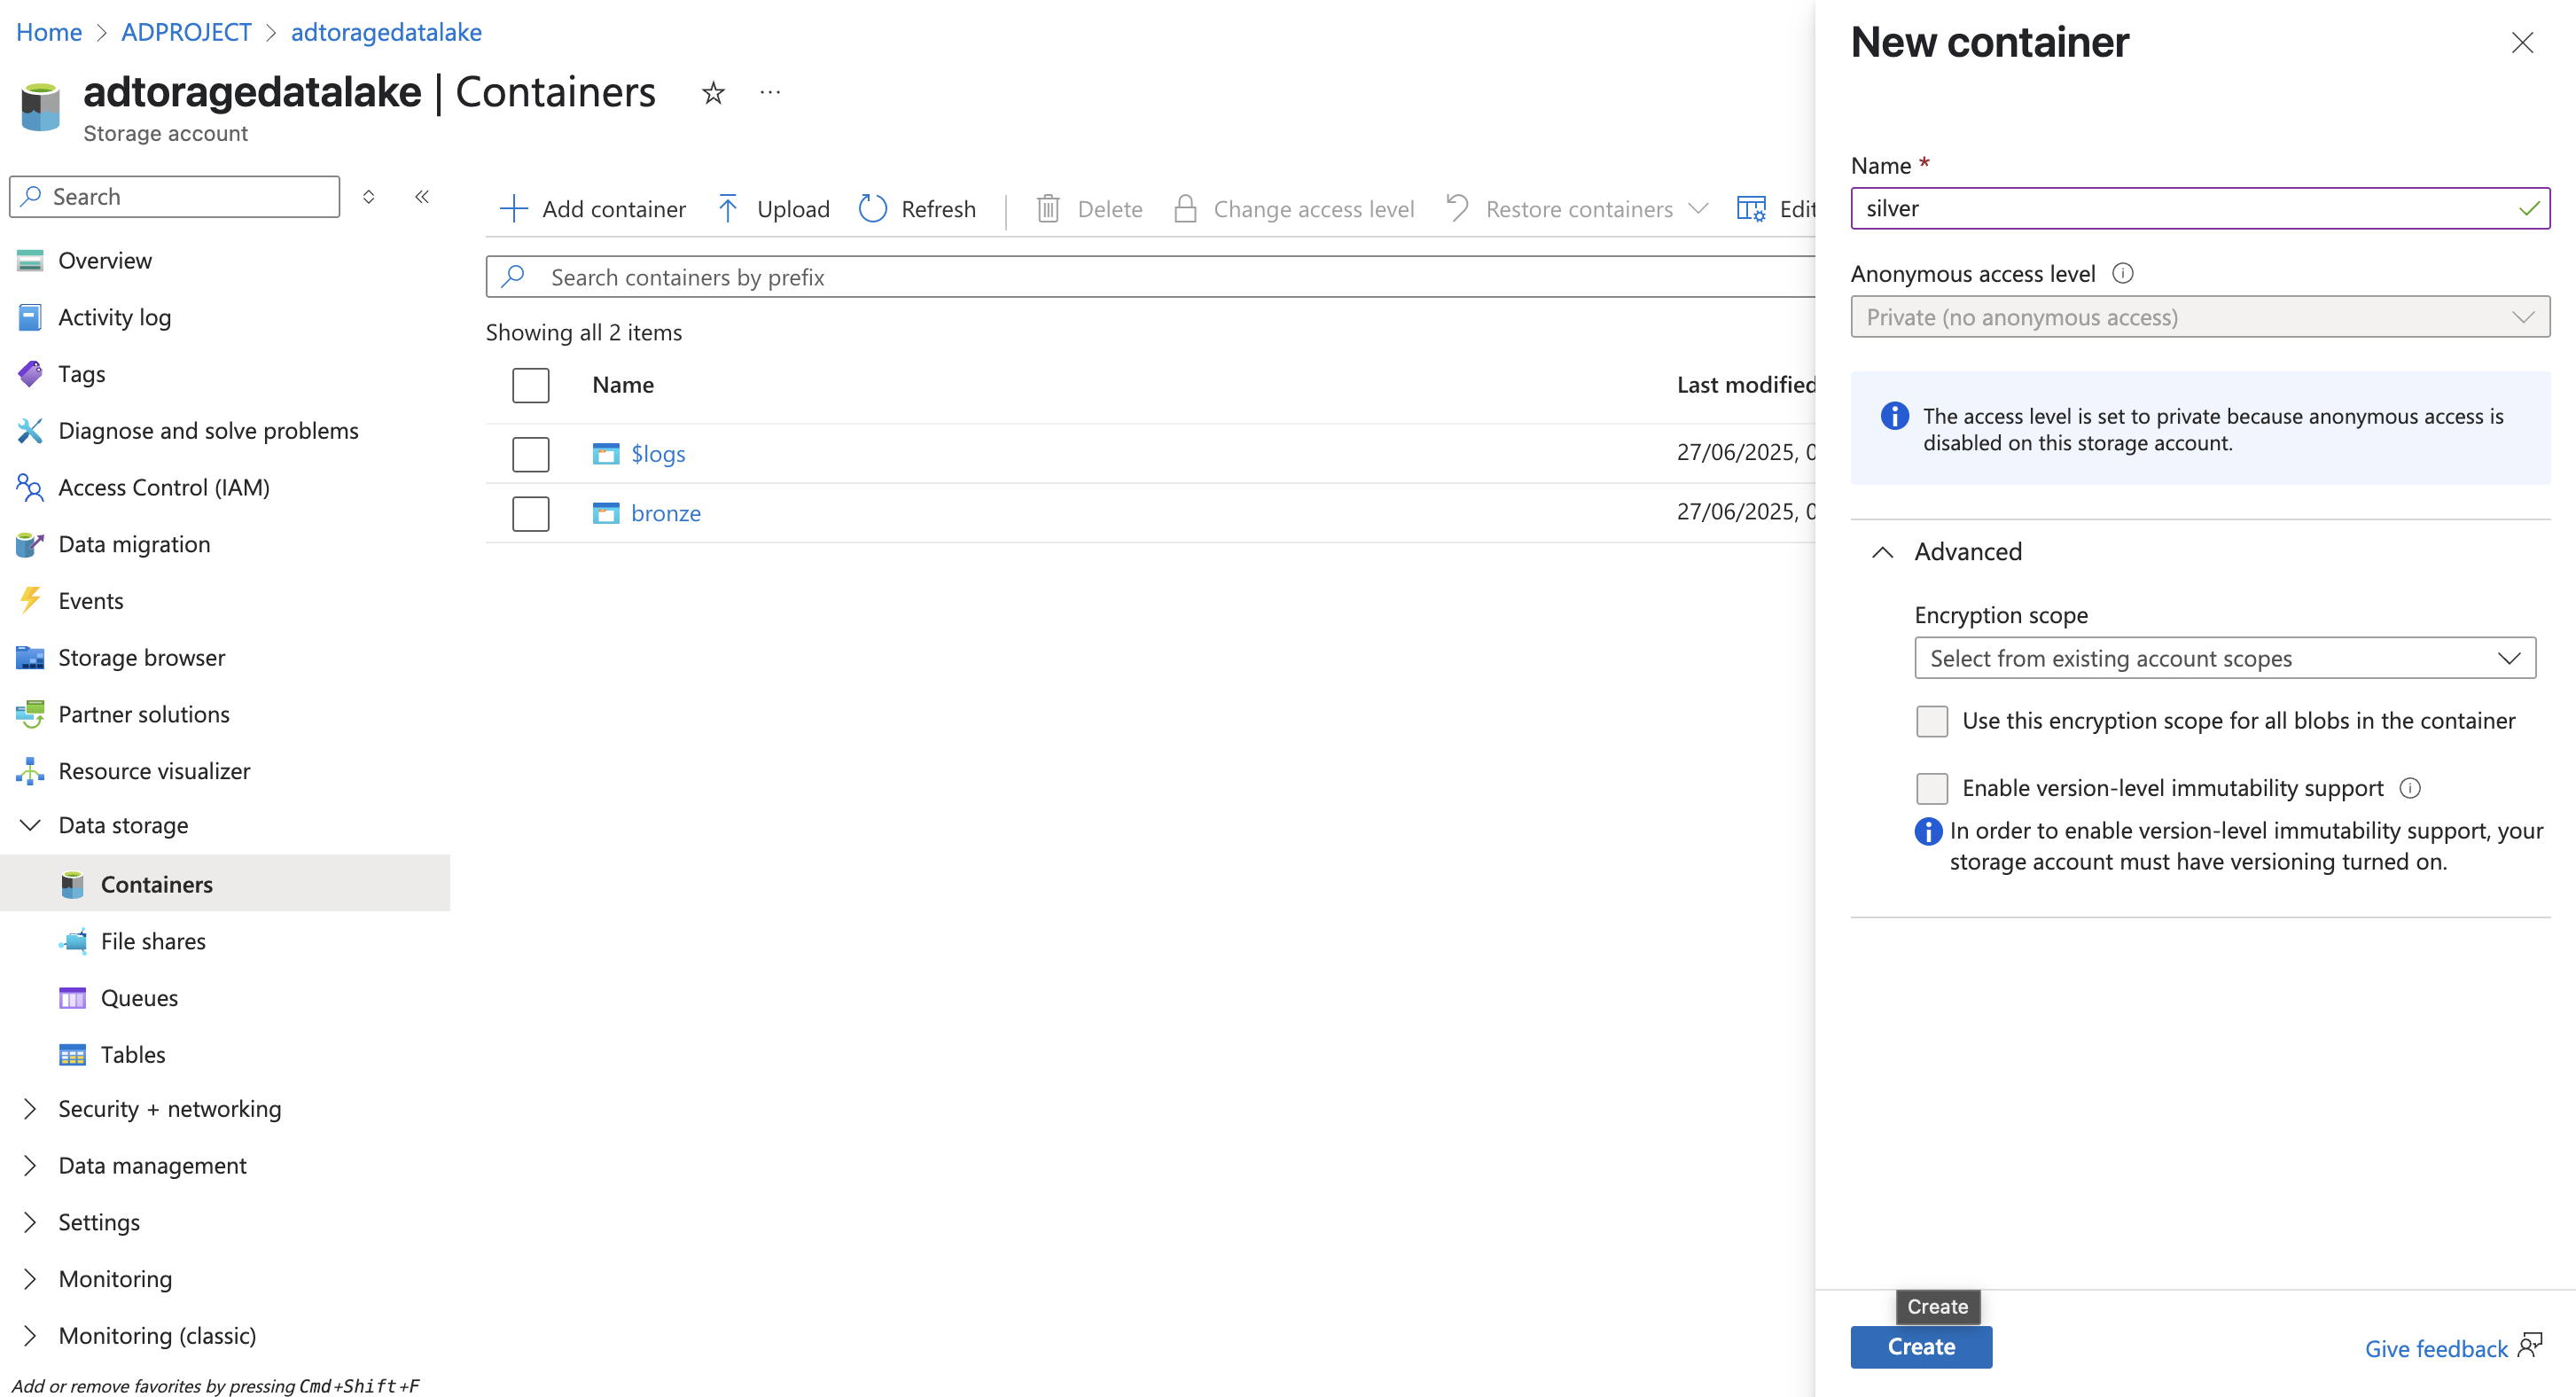 Home > ADPROJECT > adtoragedatalake
adtoragedatalake | Containers
Storage account
Search
Overview
Activity log
Tags
Diagnose and solve problems
Access Control (IAM)
Data migration
Events
Storage browser
Partner solutions
Resource visualizer
Data storage
Containers
File shares
Queues
Tables
Security + networking
Data management
Settings
Monitoring
Monitoring (classic)
Add or remove favorites by pressing Cmd+Shift+F
Add container Upload Refresh Delete Change access level Restore containers Edit
Search containers by prefix
Showing all 2 items
Name Last modified
$logs 27/06/2025, 0
bronze 27/06/2025, 0
New container
Name *
silver
Anonymous access level
Private (no anonymous access)
The access level is set to private because anonymous access is
disabled on this storage account.
Advanced
Encryption scope
Select from existing account scopes
Use this encryption scope for all blobs in the container
Enable version-level immutability support
In order to enable version-level immutability support, your
storage account must have versioning turned on.
Create
Create
Give feedback